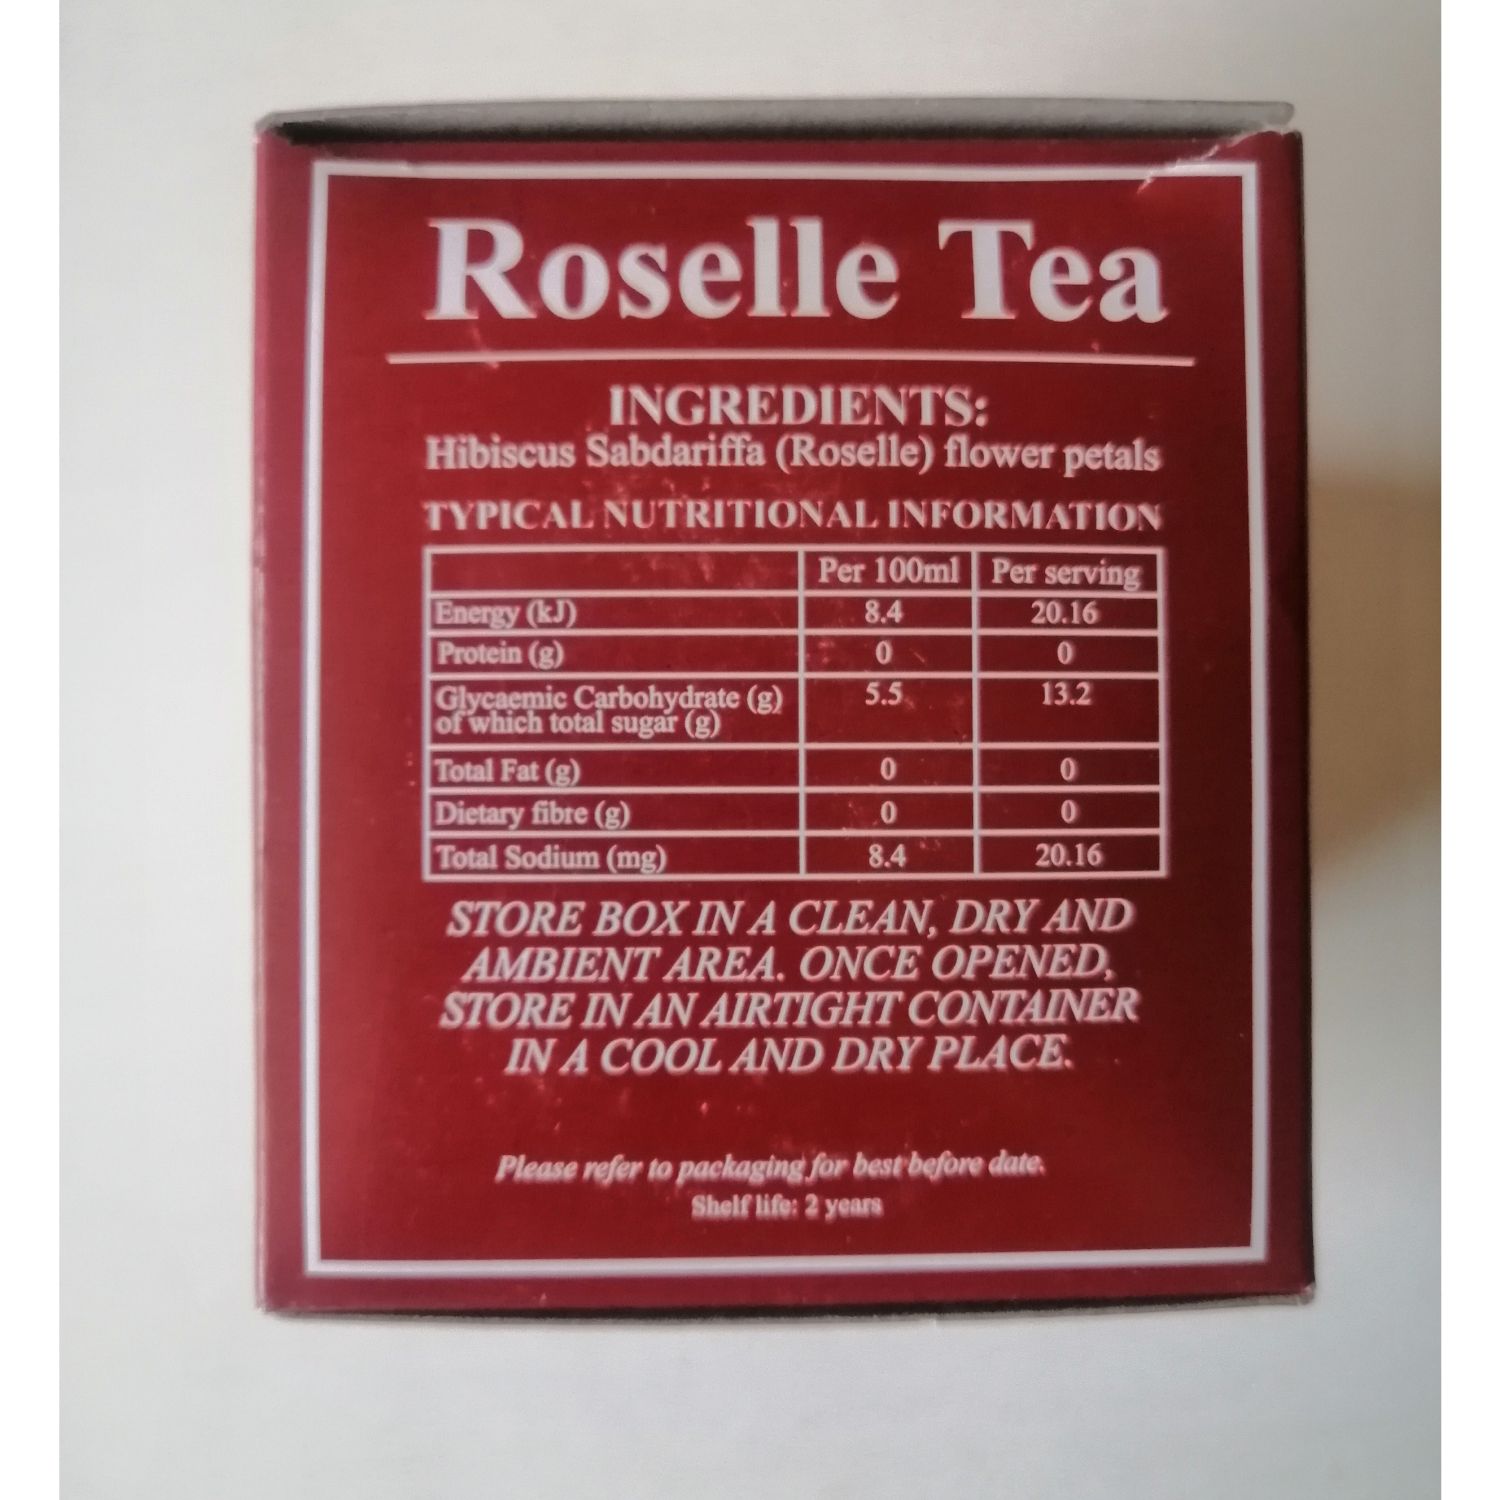 Roselle Tea
INGREDIENTS:
Hibiscus Sabdariffa (Roselle) flower petals
TYPICAL NUTRITIONAL INFORMATION
Per 100ml Per serving
Energy (kJ) 8.4 20.16
Protein (g) 0 0
Glycaemic Carbohydrate (g) 5.5 13.2
of which total sugar (g)
Total Fat (g) 0 0
Dietary fibre (g) 0 0
Total Sodium (mg) 8.4 20.16
STORE BOX IN A CLEAN, DRY AND
AMBIENT AREA. ONCE OPENED,
STORE IN AN AIRTIGHT CONTAINER
IN A COOL AND DRY PLACE.
Please refer to packaging for best before date.
Shelf life: 2 years